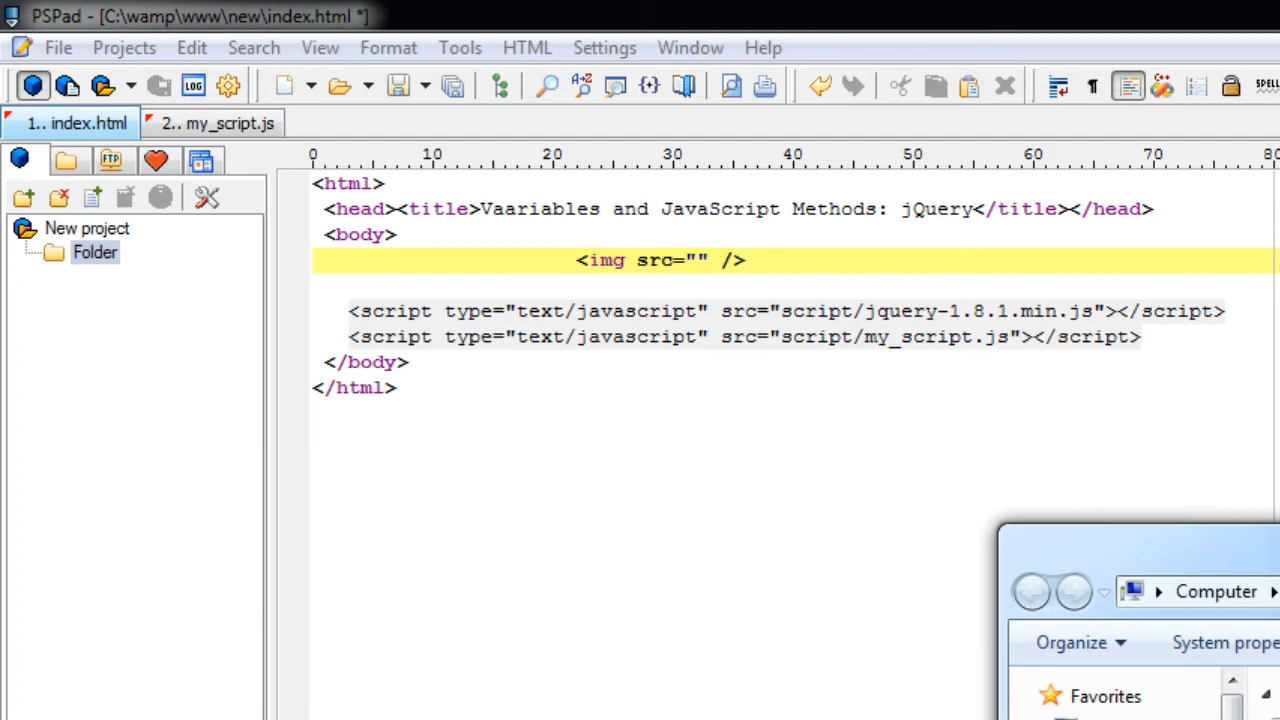 PSPad - [C:\wamp\www\new\index.html *]
File Projects Edit Search View Format Tools HTML Settings Window Help
LOG SPELL
1.. index.html 2.. my_script.js
FTP
0 10 20 30 40 50 60 70 80
New project
Folder
<html>
<head><title>Vaariables and JavaScript Methods: jQuery</title></head>
<body>
<img src="" />
<script type="text/javascript" src="script/jquery-1.8.1.min.js"></script>
<script type="text/javascript" src="script/my_script.js"></script>
</body>
</html>
Computer
Organize System prope
Favorites